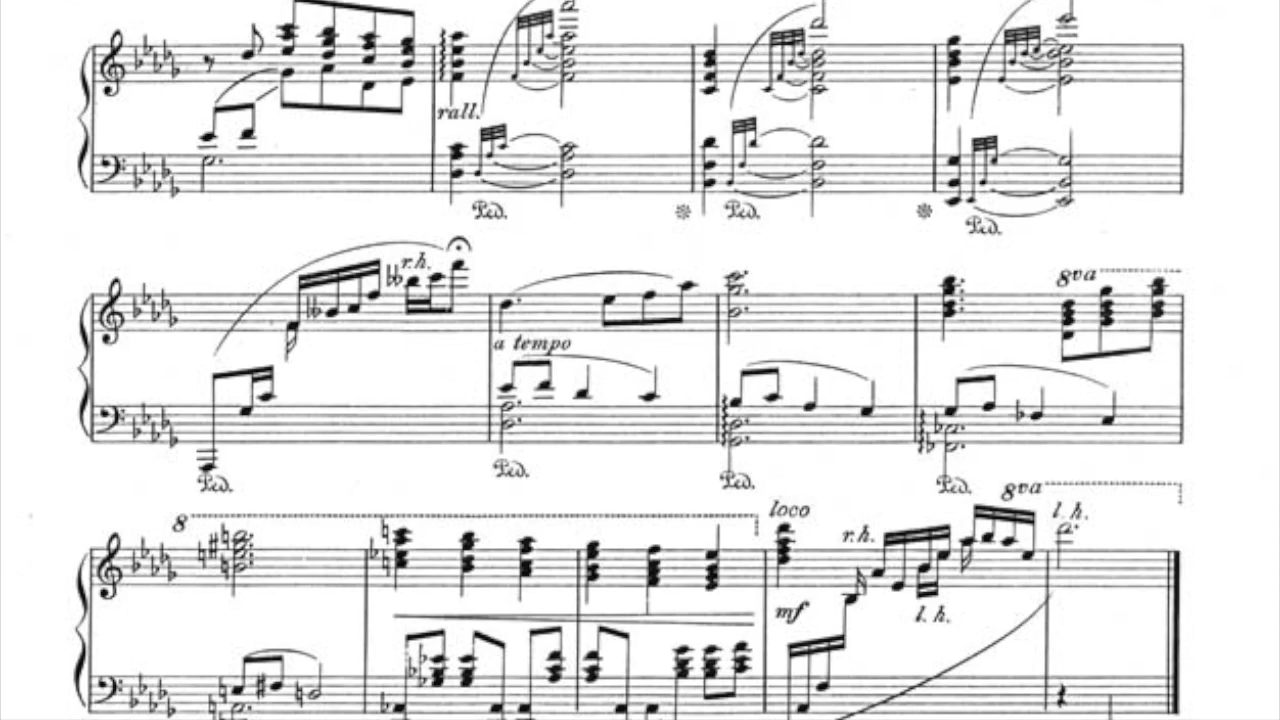 rall.
Ped. Ped. Ped.
r.h. 8va
a tempo
Ped. Ped. Ped. Ped.
8 loco 8va
r.h. l.h.
mf l.h.